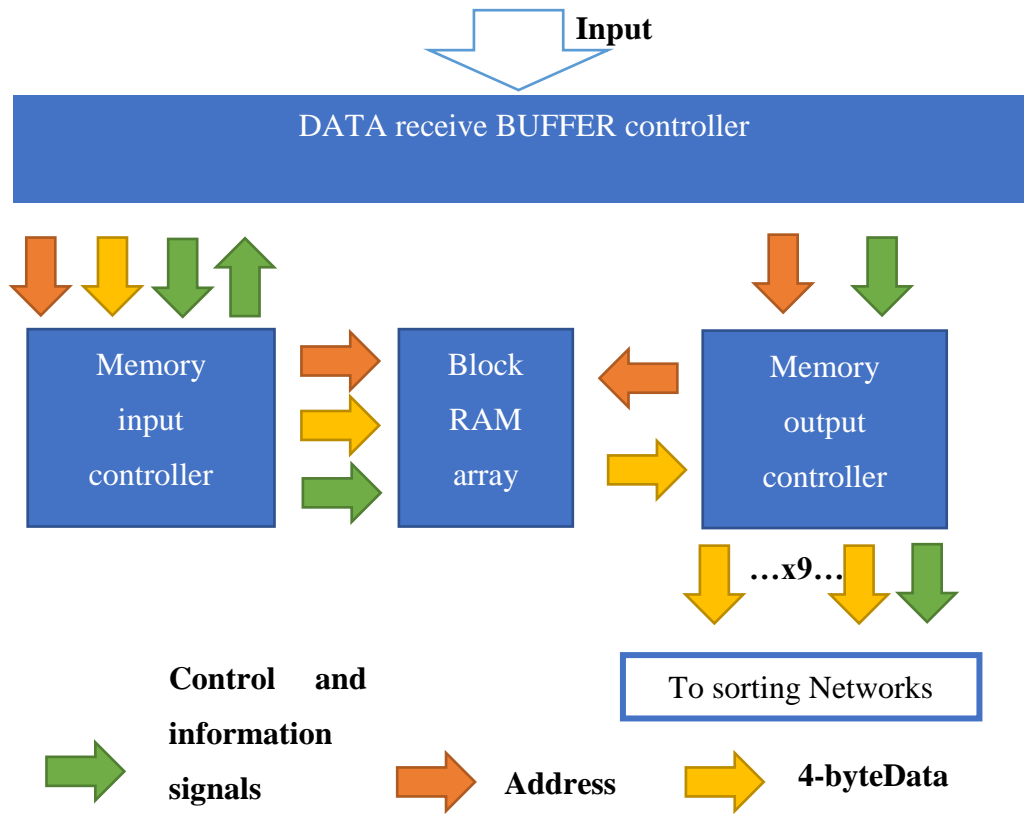 Input
DATA receive BUFFER controller
Memory
input
controller
Block
RAM
array
Memory
output
controller
…x9…
To sorting Networks
Control and
information
signals
Address
4-byteData